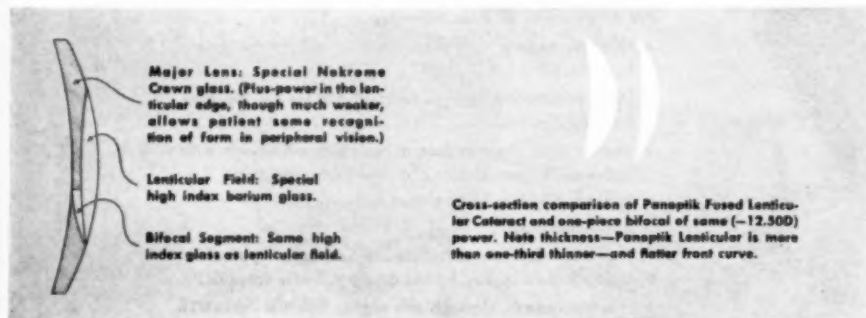 Major Lens: Special Nokrome
Crown glass. (Plus-power in the len-
ticular edge, though much weaker,
allows patient some recogni-
tion of form in peripheral vision.)
Lenticular Field: Special
high index barium glass.
Bifocal Segment: Same high
index glass as lenticular field.
Cross-section comparison of Panoptik Fused Lenticu-
lar Cataract and one-piece bifocal of same (—12.50D)
power. Note thickness—Panoptik Lenticular is more
than one-third thinner—and flatter front curve.